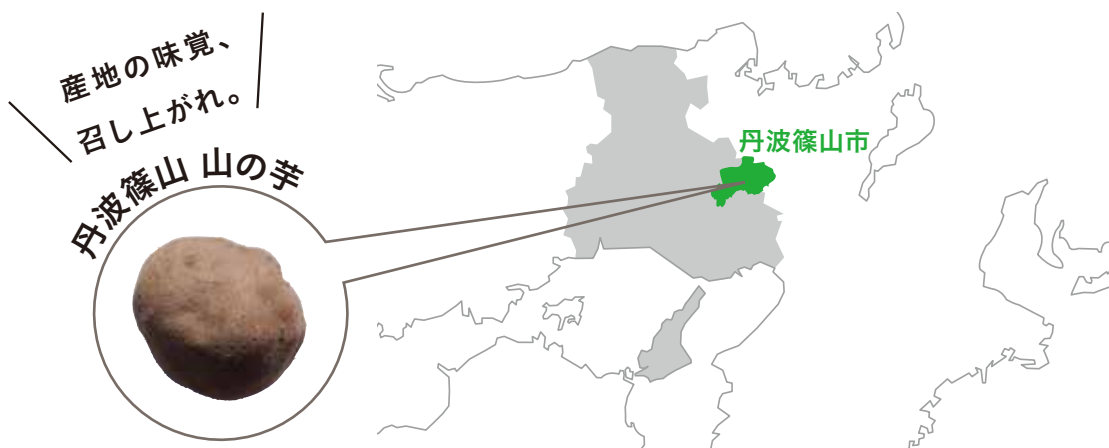 産地の味覚、
召し上がれ。
丹波篠山 山の芋
丹波篠山市